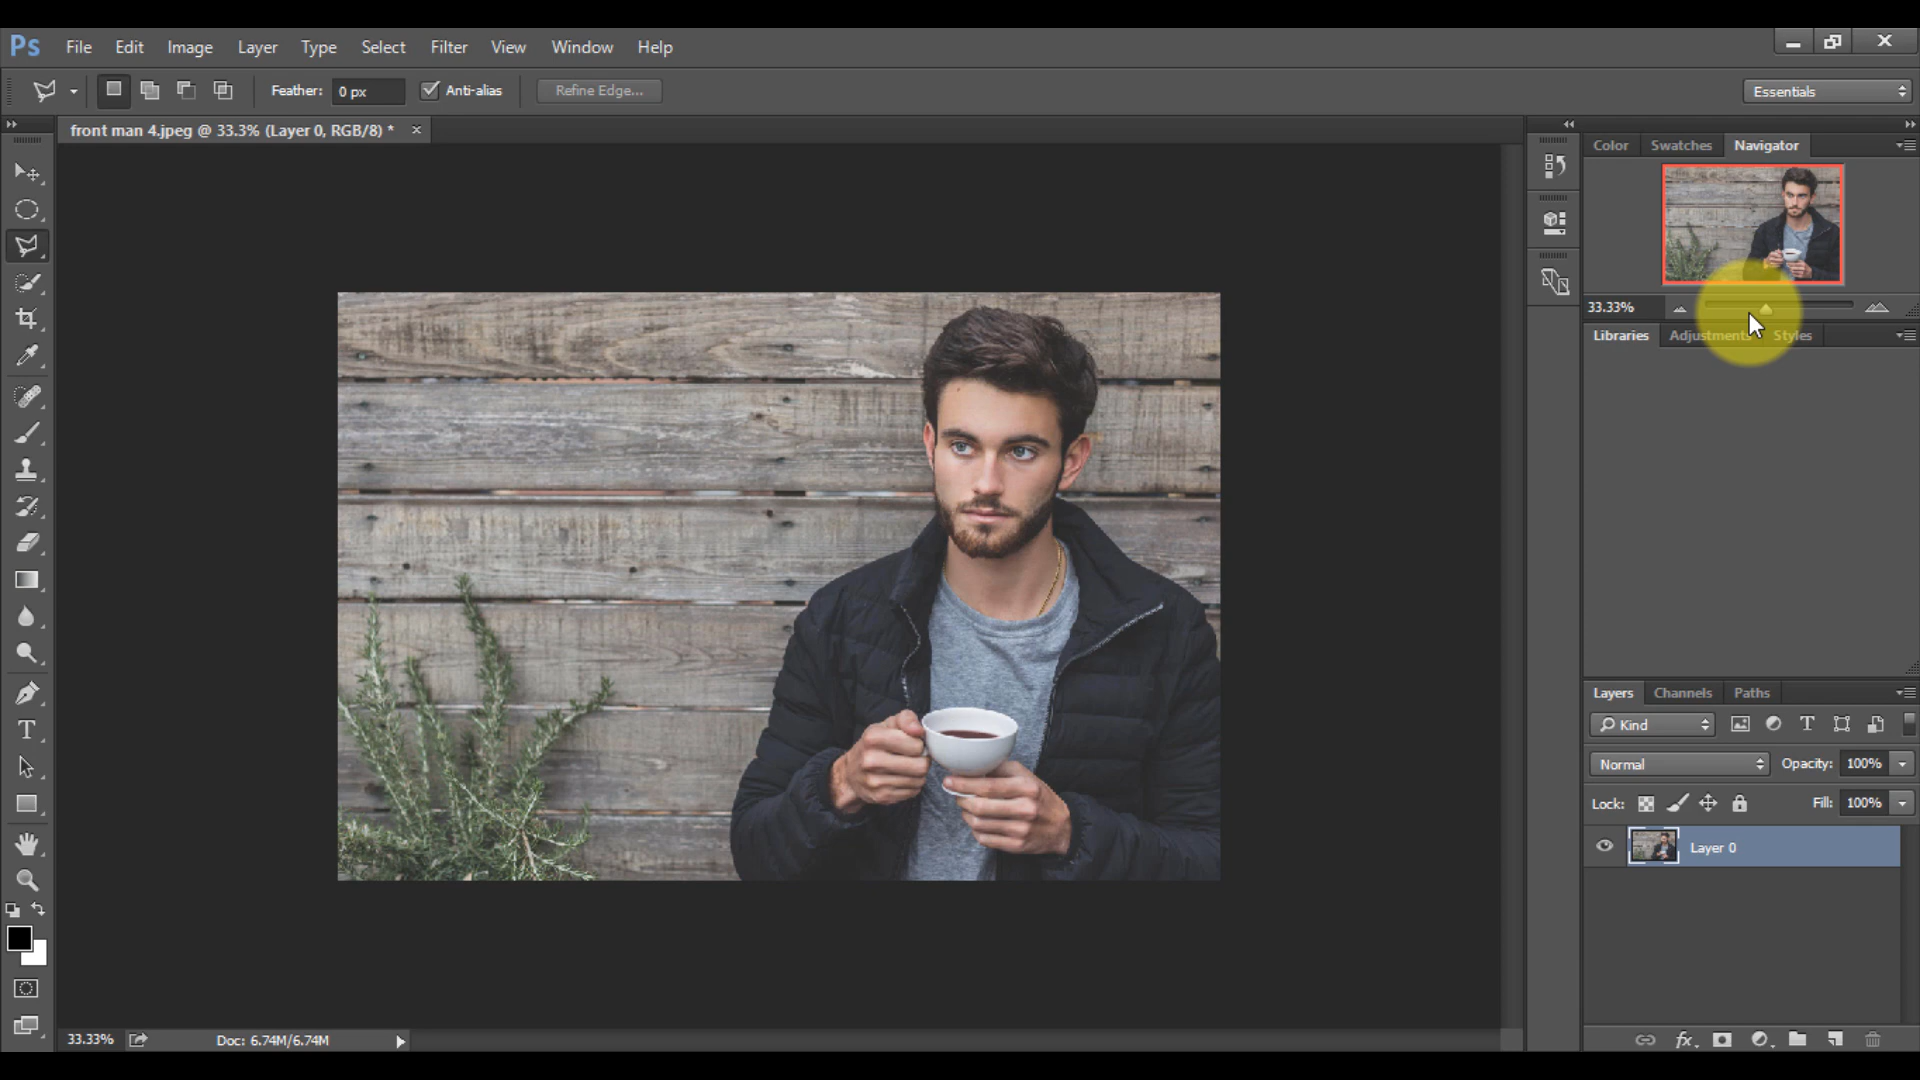 Ps File Edit Image Layer Type Select Filter View Window Help
Feather: 0 px Anti-alias Refine Edge... Essentials
front man 4.jpeg @ 33.3% (Layer 0, RGB/8) * ×
Color Swatches Navigator
33.33%
Libraries Adjustments Styles
Layers Channels Paths
Kind
Normal Opacity: 100%
Lock: Fill: 100%
Layer 0
33.33% Doc: 6.74M/6.74M
fx